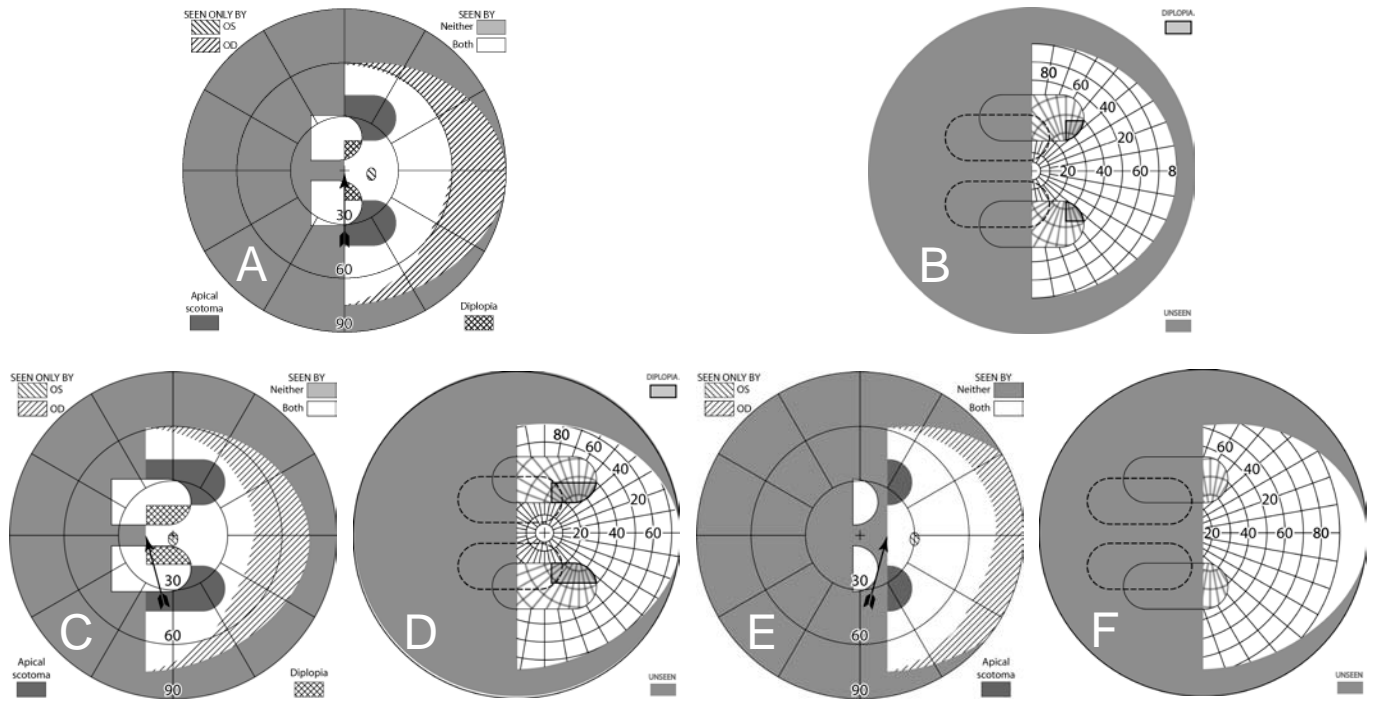 SEEN ONLY BY
OS
OD
SEEN BY
Neither
Both
30
60
90
A
Apical
scotoma
Diplopia
DIPLOPIA.
80
60
40
20
20 40 60 8
B
UNSEEN
SEEN ONLY BY
OS
OD
SEEN BY
Neither
Both
30
60
90
C
Apical
scotoma
Diplopia
DIPLOPIA.
80
60
40
20
20 40 60
D
UNSEEN
SEEN ONLY BY
OS
OD
SEEN BY
Neither
Both
30
60
90
E
Apical
scotoma
60
40
20
20 40 60 80
F
UNSEEN